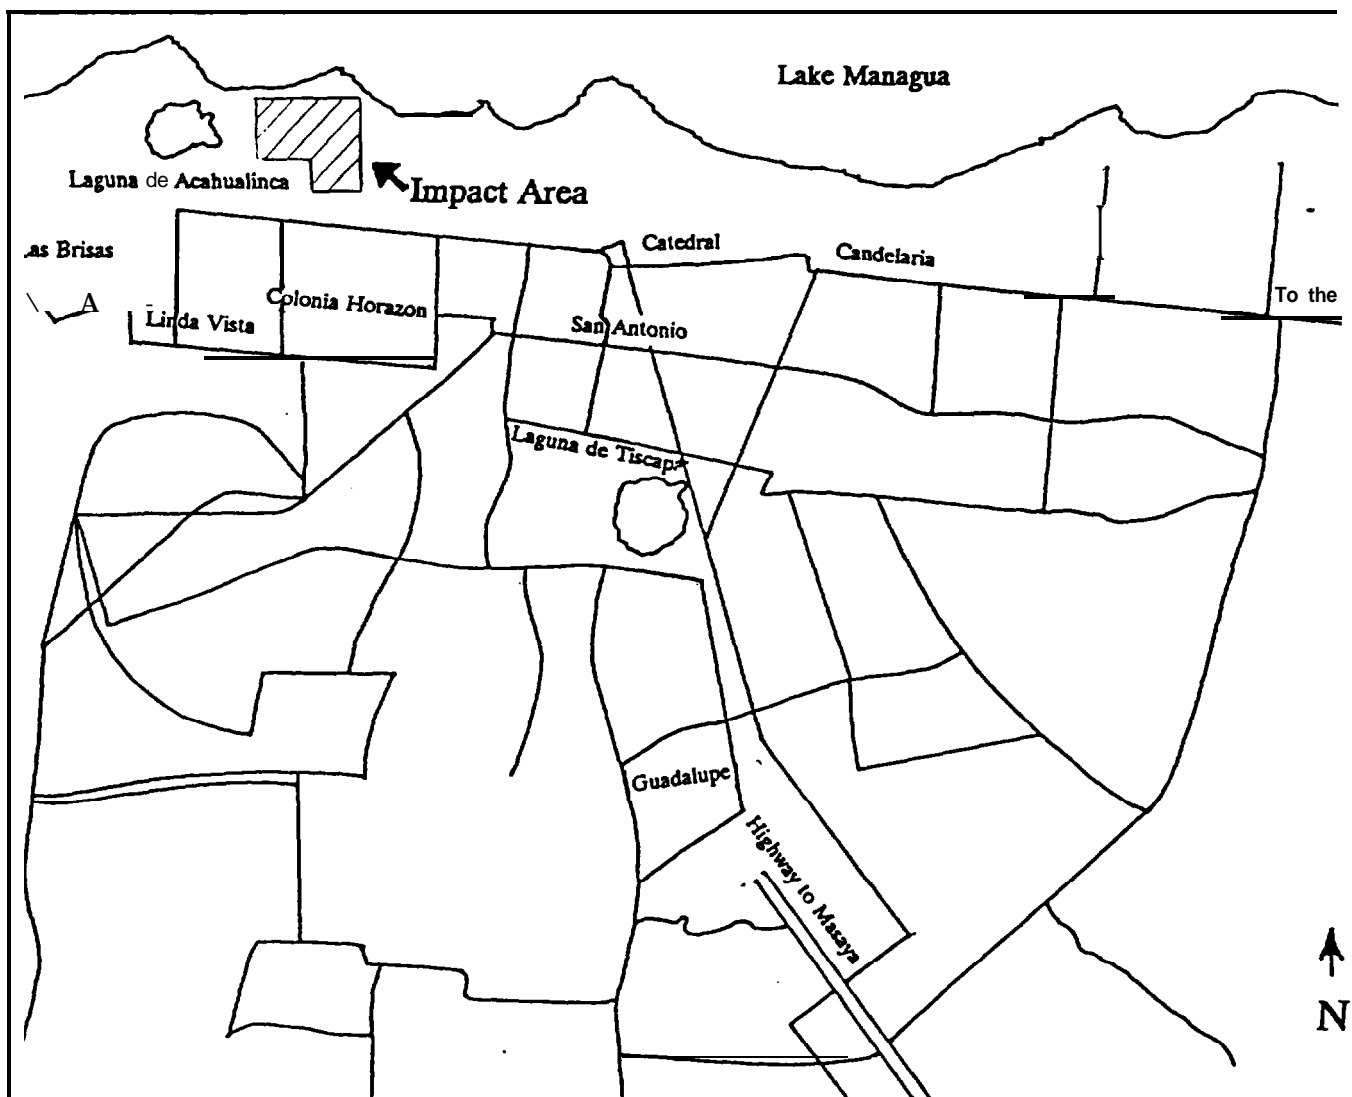 Lake Managua
Laguna de Acahualinca
Impact Area
as Brisas
Catedral
Candelaria
A
Linda Vista
Colonia Horazon
San Antonio
To the
Laguna de Tiscapa
Guadalupe
Highway to Masaya
N